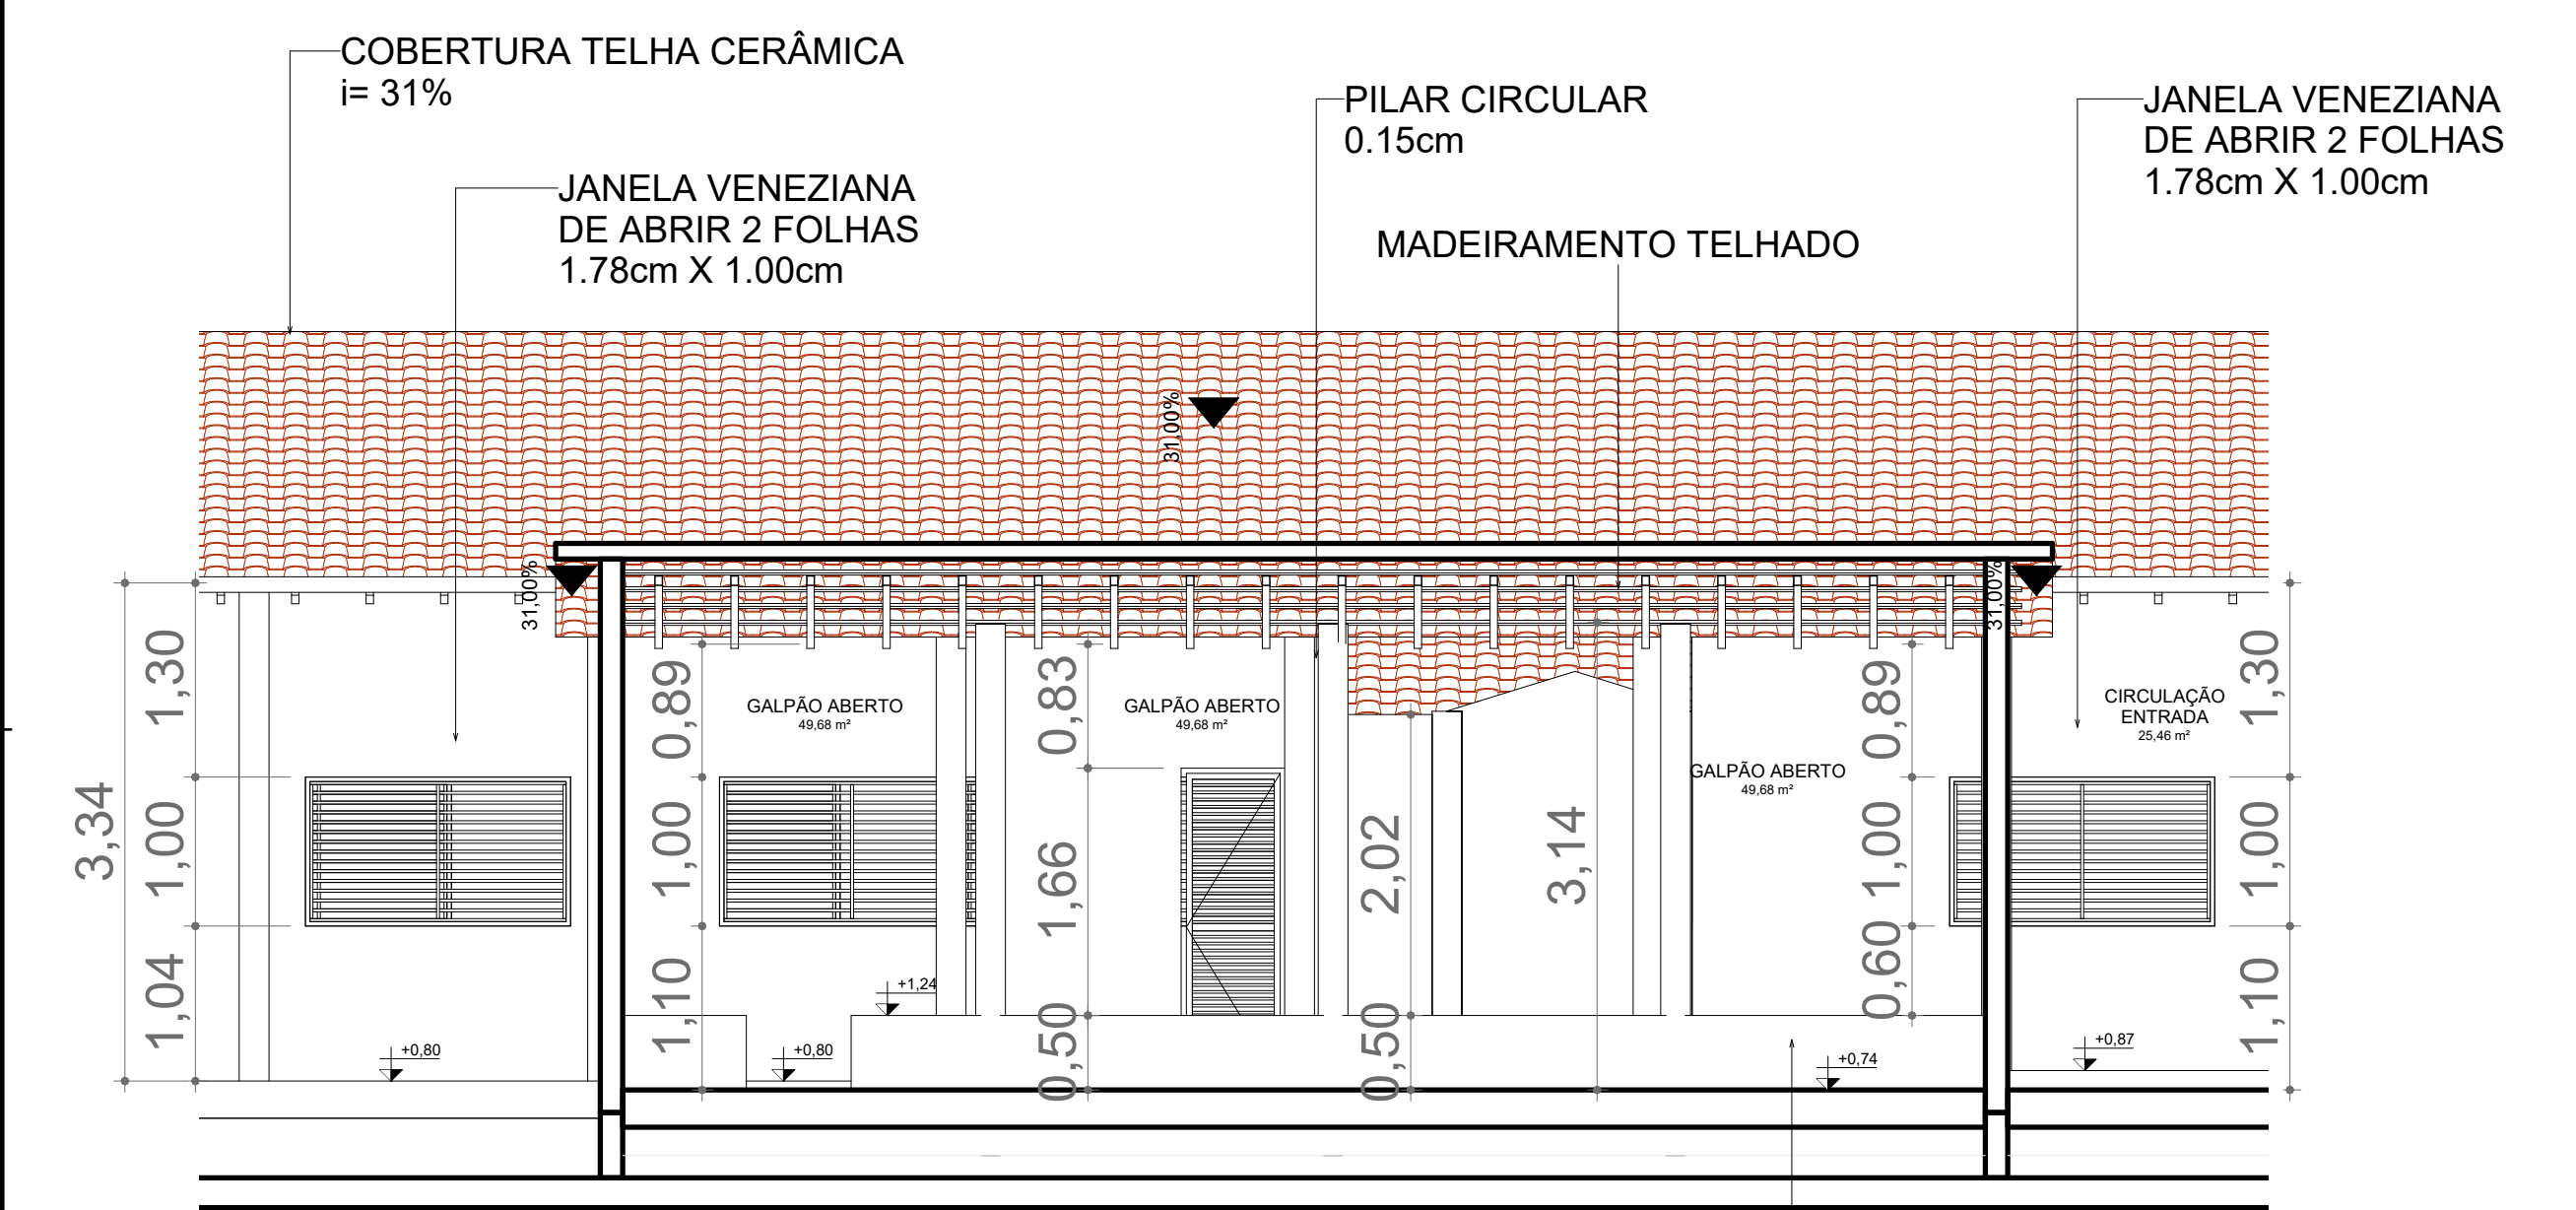 COBERTURA TELHA CERÂMICA
i= 31%
PILAR CIRCULAR
0.15cm
JANELA VENEZIANA
DE ABRIR 2 FOLHAS
1.78cm X 1.00cm
JANELA VENEZIANA
DE ABRIR 2 FOLHAS
1.78cm X 1.00cm
MADEIRAMENTO TELHADO
31,00%
31,00%
31,00%
3,34
1,30
1,00
1,04
0,89
1,00
1,10
GALPÃO ABERTO
49,68 m²
0,83
1,66
0,50
GALPÃO ABERTO
49,68 m²
2,02
0,50
3,14
GALPÃO ABERTO
49,68 m²
0,89
1,00
0,60
CIRCULAÇÃO
ENTRADA
25,46 m²
1,30
1,00
1,10
+1,24
+0,80
+0,80
+0,74
+0,87